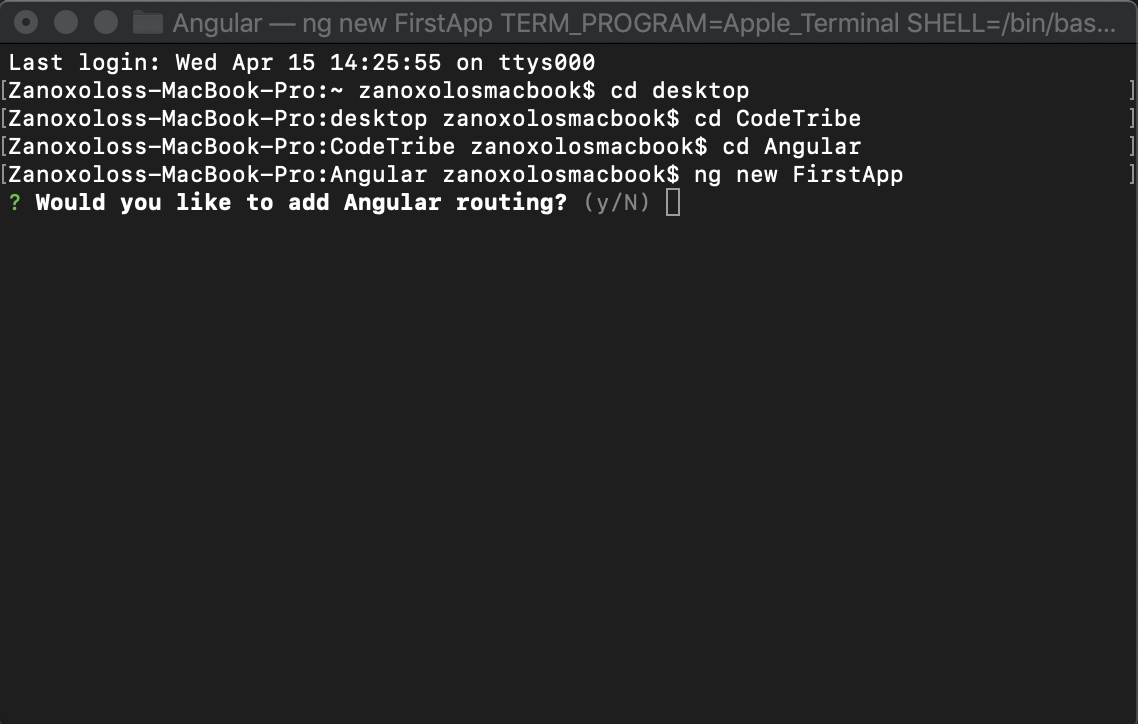 Angular — ng new FirstApp TERM_PROGRAM=Apple_Terminal SHELL=/bin/bas...
Last login: Wed Apr 15 14:25:55 on ttys000
[Zanoxoloss-MacBook-Pro:~ zanoxolosmacbook$ cd desktop ]
[Zanoxoloss-MacBook-Pro:desktop zanoxolosmacbook$ cd CodeTribe ]
[Zanoxoloss-MacBook-Pro:CodeTribe zanoxolosmacbook$ cd Angular ]
[Zanoxoloss-MacBook-Pro:Angular zanoxolosmacbook$ ng new FirstApp ]
? Would you like to add Angular routing? (y/N)